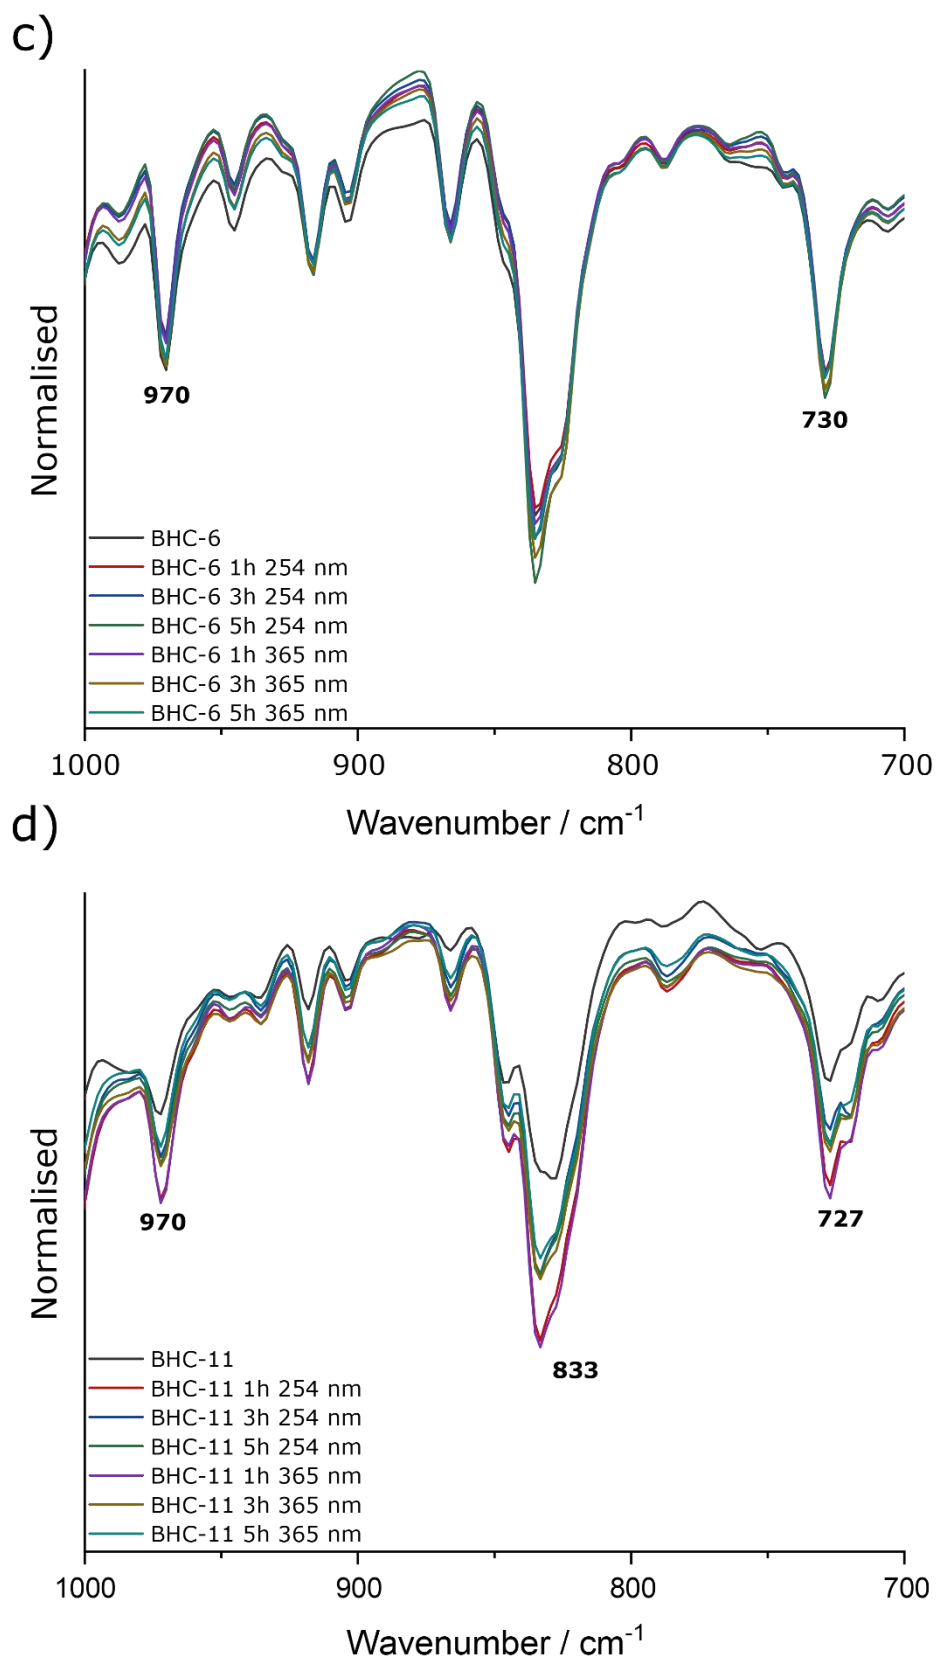 c)
Normalised
970
730
BHC-6
BHC-6 1h 254 nm
BHC-6 3h 254 nm
BHC-6 5h 254 nm
BHC-6 1h 365 nm
BHC-6 3h 365 nm
BHC-6 5h 365 nm
1000 900 800 700
Wavenumber / cm⁻¹
d)
Normalised
970
727
833
BHC-11
BHC-11 1h 254 nm
BHC-11 3h 254 nm
BHC-11 5h 254 nm
BHC-11 1h 365 nm
BHC-11 3h 365 nm
BHC-11 5h 365 nm
1000 900 800 700
Wavenumber / cm⁻¹